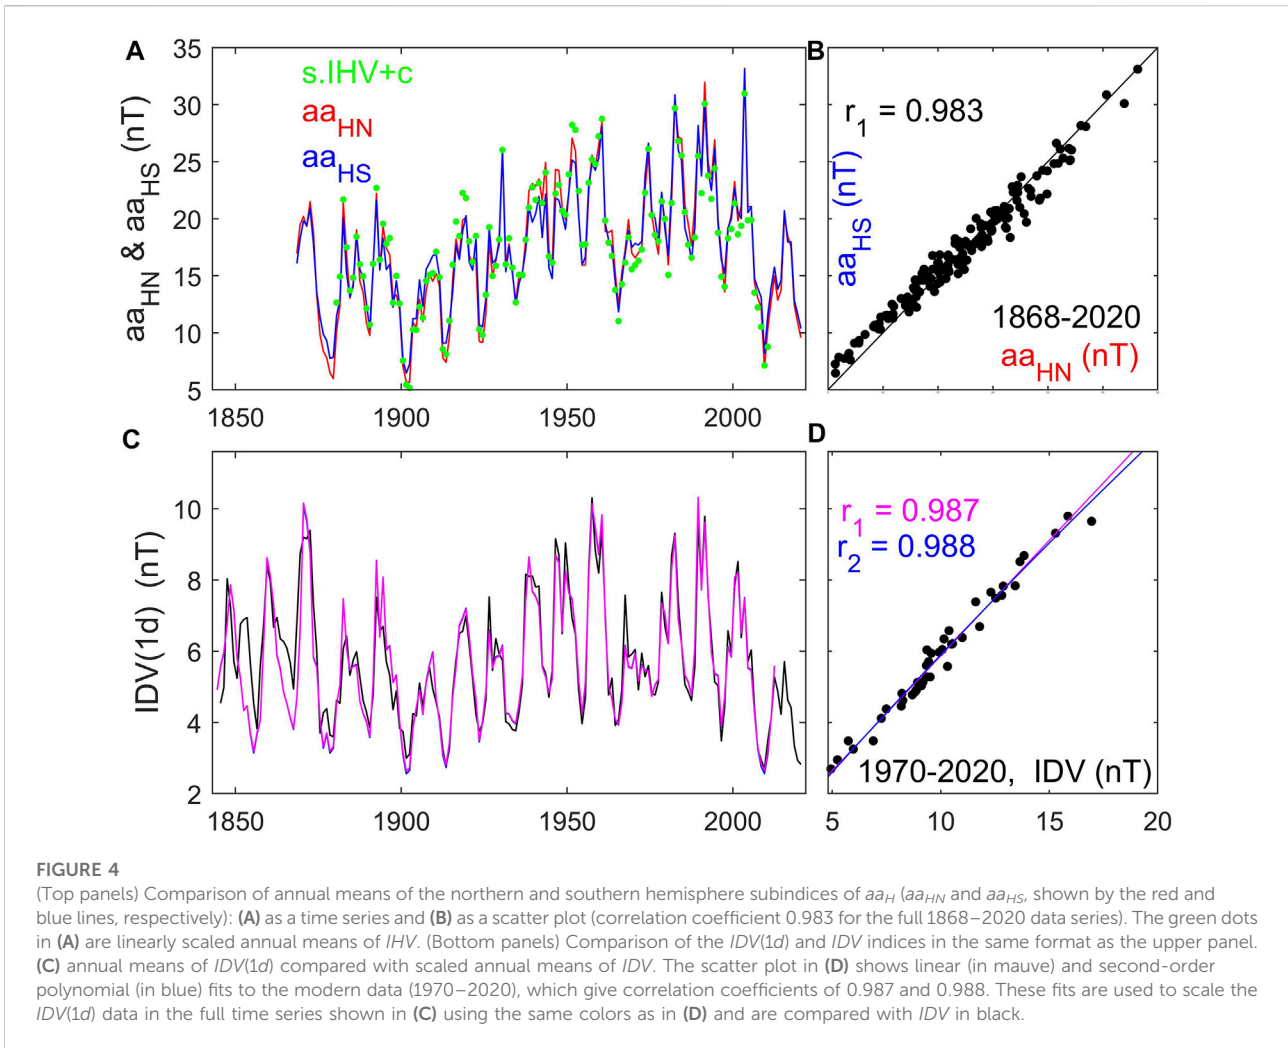 A
B
35
30
25
20
15
10
5
aa_HN & aa_HS (nT)
s.IHV+c
aa_HN
aa_HS
1850
1900
1950
2000
r_1 = 0.983
aa_HS (nT)
1868-2020
aa_HN (nT)
C
D
10
8
6
4
2
IDV(1d) (nT)
1850
1900
1950
2000
r_1 = 0.987
r_2 = 0.988
1970-2020, IDV (nT)
5
10
15
20
FIGURE 4
(Top panels) Comparison of annual means of the northern and southern hemisphere subindices of aa_H (aa_HN and aa_HS, shown by the red and
blue lines, respectively): (A) as a time series and (B) as a scatter plot (correlation coefficient 0.983 for the full 1868–2020 data series). The green dots
in (A) are linearly scaled annual means of IHV. (Bottom panels) Comparison of the IDV(1d) and IDV indices in the same format as the upper panel.
(C) annual means of IDV(1d) compared with scaled annual means of IDV. The scatter plot in (D) shows linear (in mauve) and second-order
polynomial (in blue) fits to the modern data (1970–2020), which give correlation coefficients of 0.987 and 0.988. These fits are used to scale the
IDV(1d) data in the full time series shown in (C) using the same colors as in (D) and are compared with IDV in black.